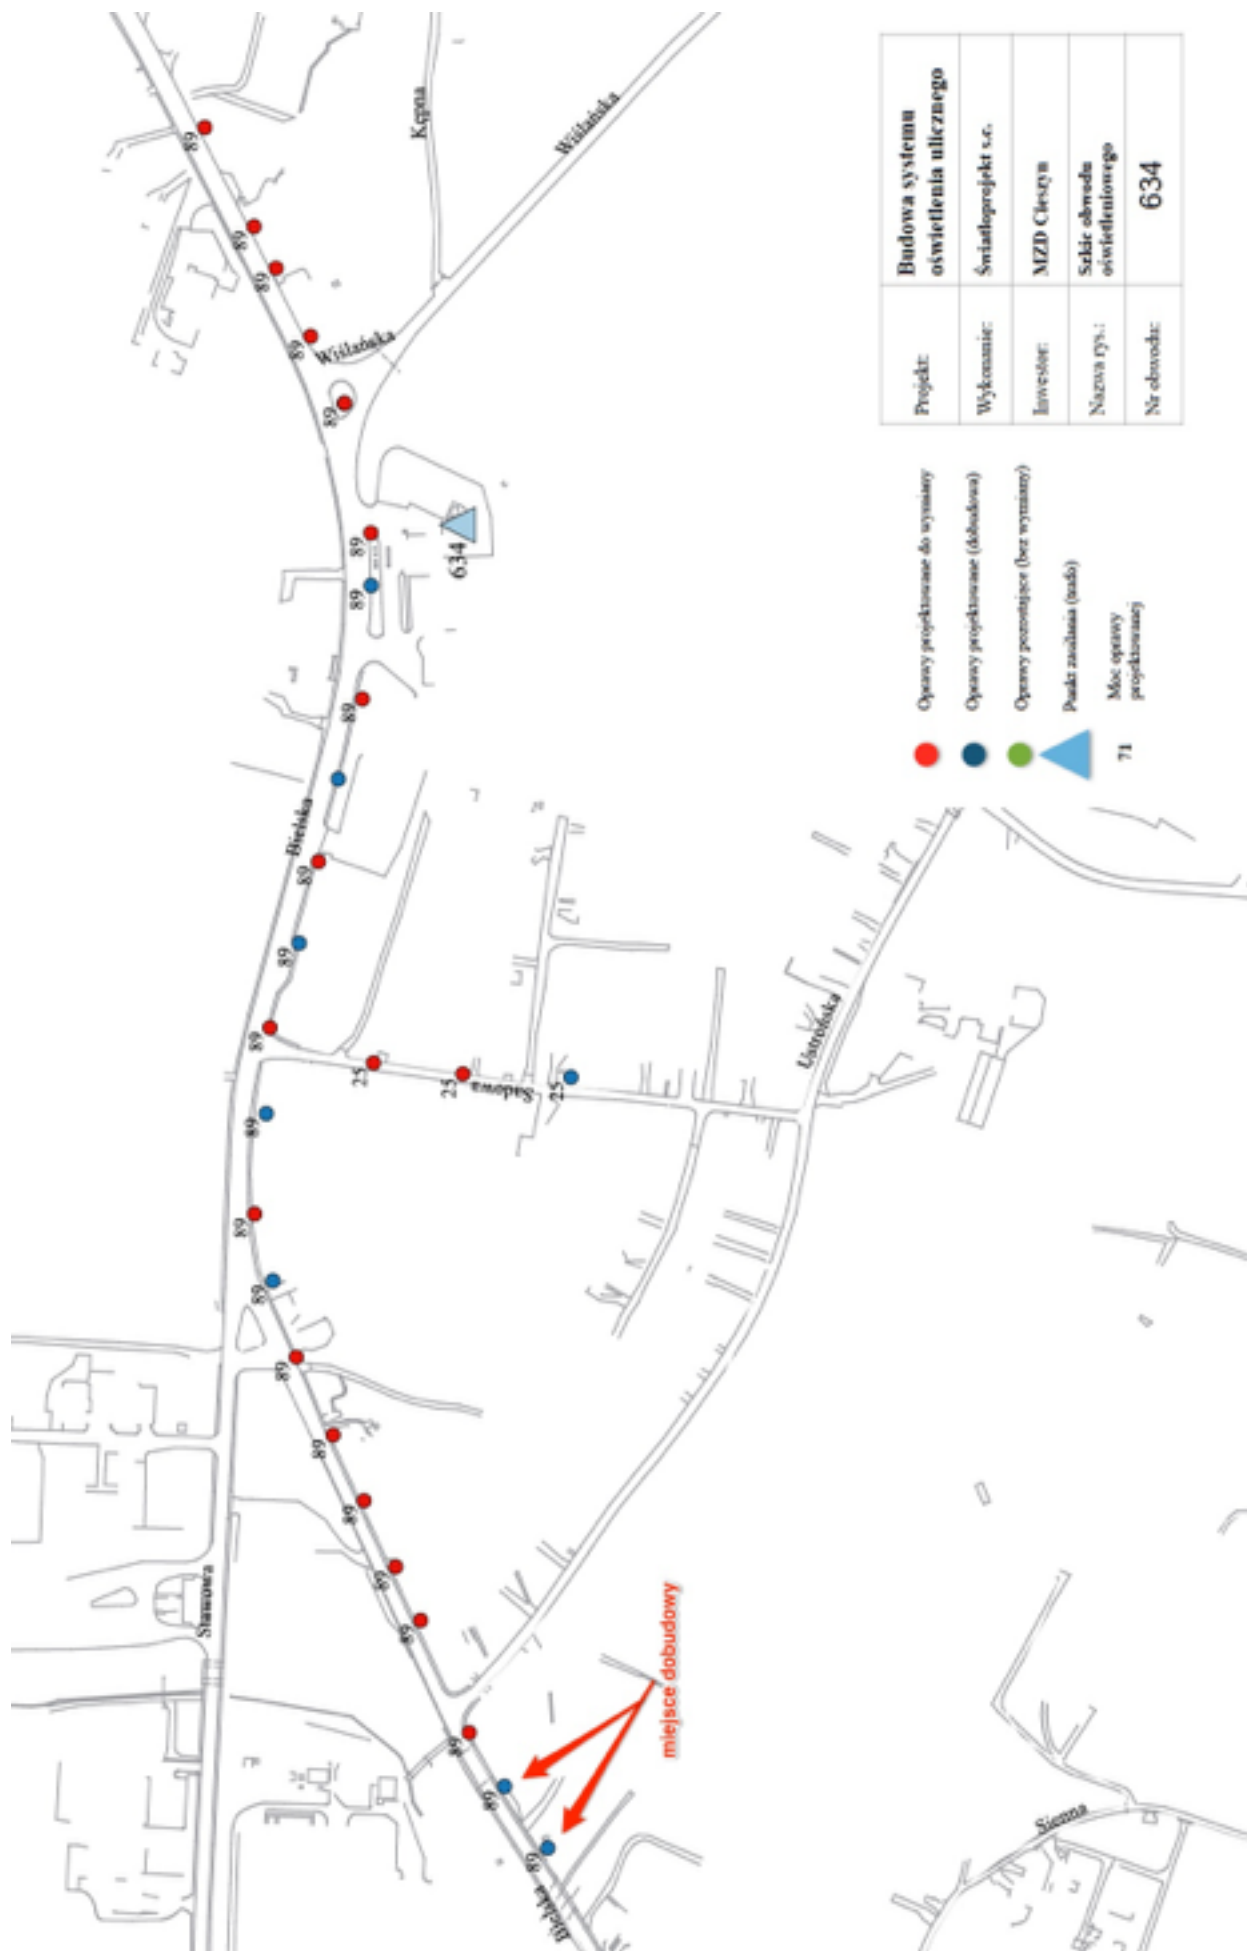 Kępna
Wiślańska
Wiślańska
89
89
89
89
89
89
89
634
89
Bielska
89
89
89
25
25
25
Sadowa
Ustrońska
89
89
89
89
89
89
89
89
Stawowa
89
89
89
Bielska
miejsce dobudowy
Sienna
Projekt: Budowa systemu
oświetlenia ulicznego
Wykonanie: Światłoprojekt s.c.
Inwestor: MZD Cieszyn
Nazwa rys.: Szkic obwodu
oświetleniowego
Nr obwodu: 634
Oprawy projektowane do wymiany
Oprawy projektowane (dobudowa)
Oprawy pozostające (bez wymiany)
Punkt zasilania (trafo)
71 Moc oprawy
projektowanej